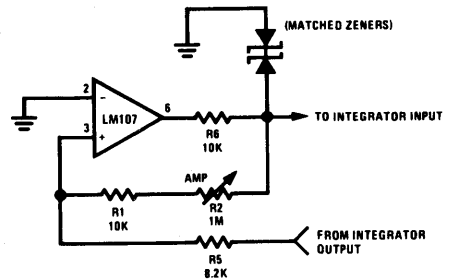 (MATCHED ZENERS)
2
−
LM107
6
3
+
R6
10K
TO INTEGRATOR INPUT
AMP
R1
10K
R2
1M
FROM INTEGRATOR
OUTPUT
R5
8.2K